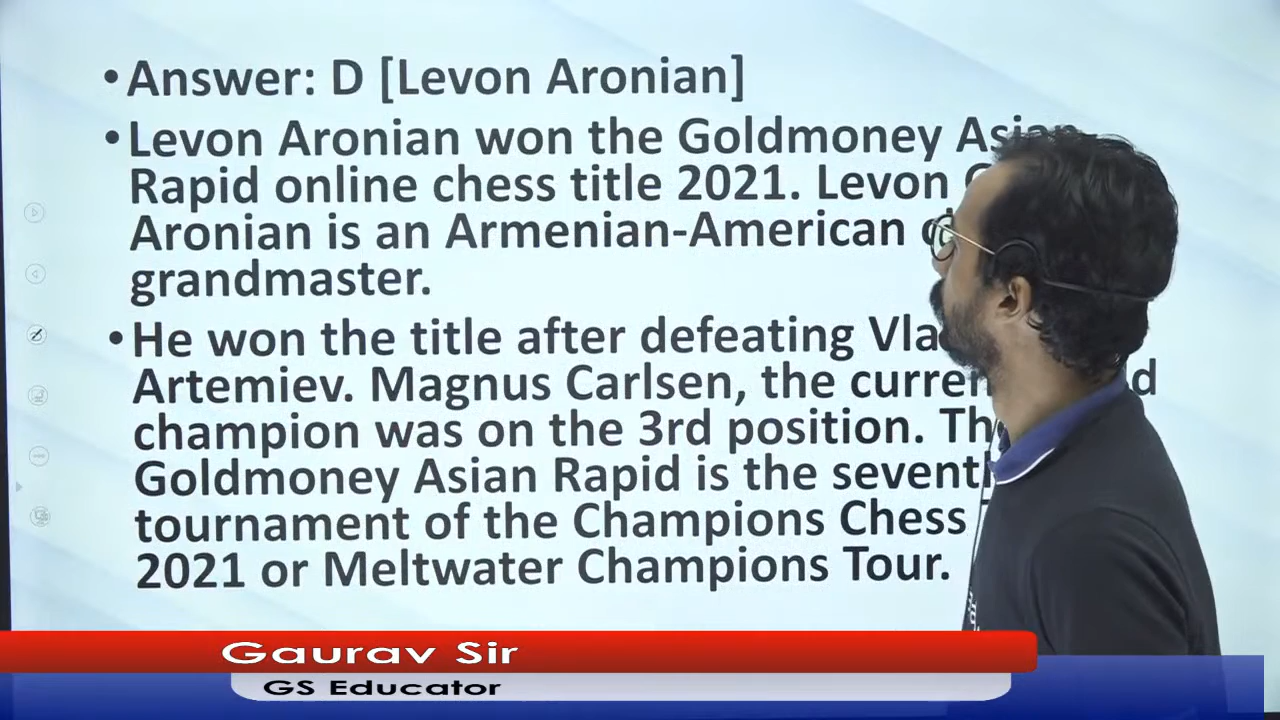 •Answer: D [Levon Aronian]
•Levon Aronian won the Goldmoney Asian
Rapid online chess title 2021. Levon
Aronian is an Armenian-American
grandmaster.
•He won the title after defeating
Artemiev. Magnus Carlsen, the
champion was on the 3rd position.
Goldmoney Asian Rapid is the
tournament of the Champions Chess
2021 or Meltwater Champions Tour.
Gaurav Sir
GS Educator